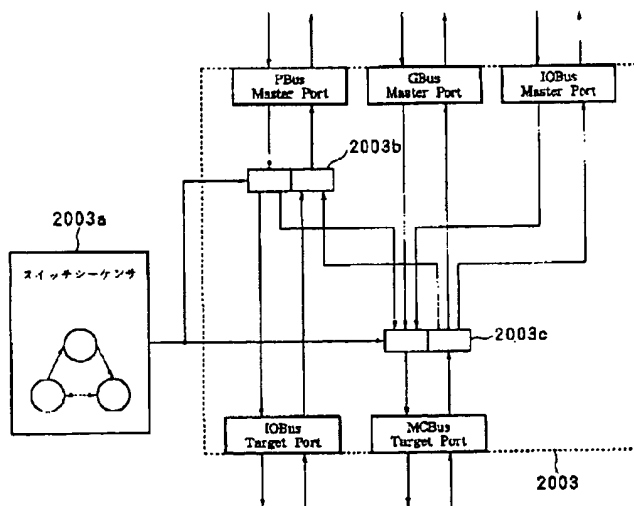 PBus
Master Port
GBus
Master Port
IOBus
Master Port
2003b
2003a
スイッチシーケンサ
2003c
IOBus
Target Port
MCBus
Target Port
2003